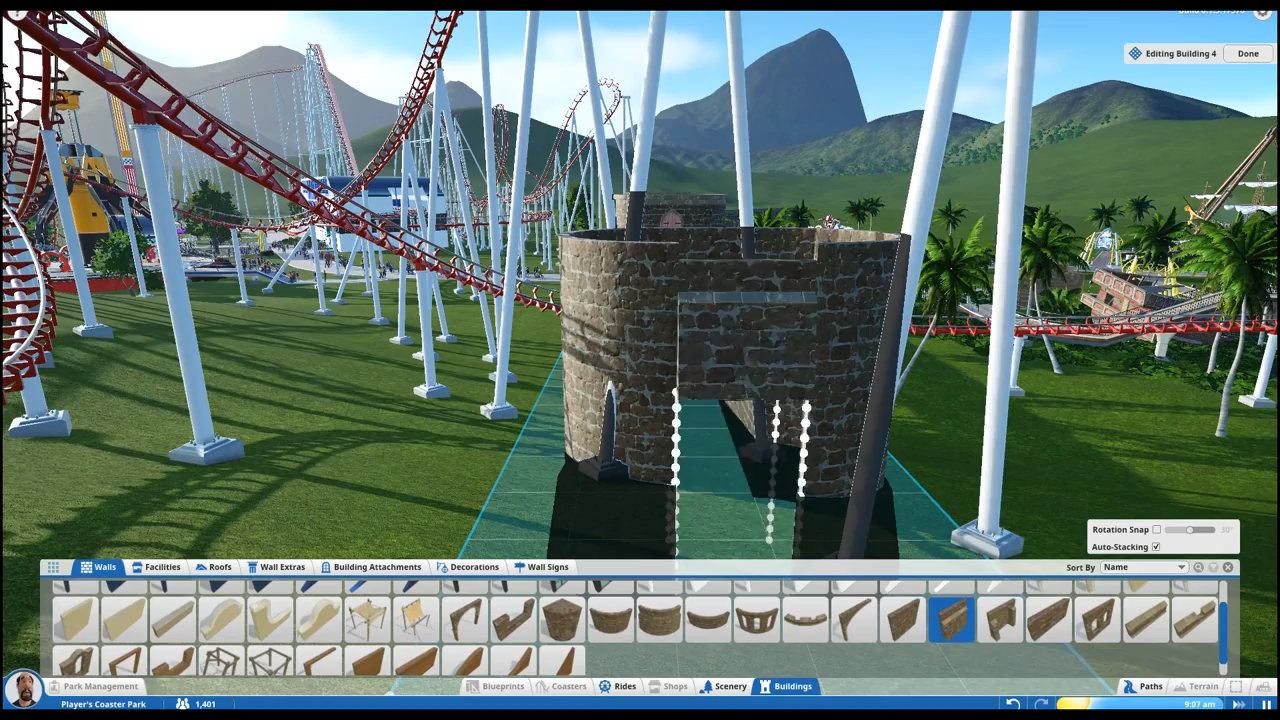 Editing Building 4 Done
Rotation Snap 30°
Auto-Stacking
Walls Facilities Roofs Wall Extras Building Attachments Decorations Wall Signs Sort By Name
Park Management Blueprints Coasters Rides Shops Scenery Buildings Paths Terrain
Player's Coaster Park 1,401 9:07 am